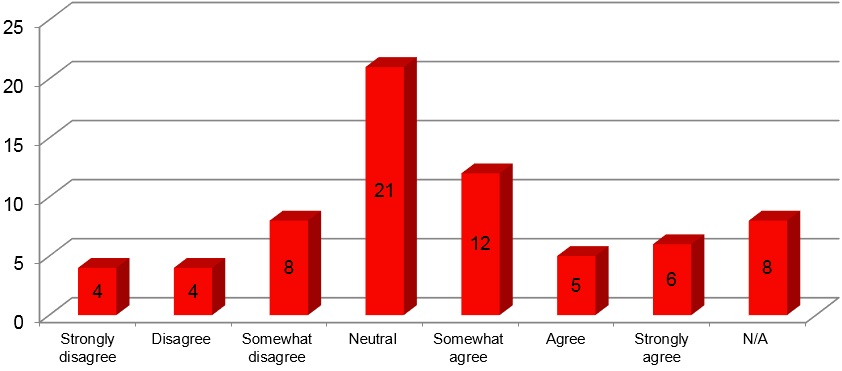 25
20
15
10
5
0
4
4
8
21
12
5
6
8
Strongly
disagree
Disagree
Somewhat
disagree
Neutral
Somewhat
agree
Agree
Strongly
agree
N/A